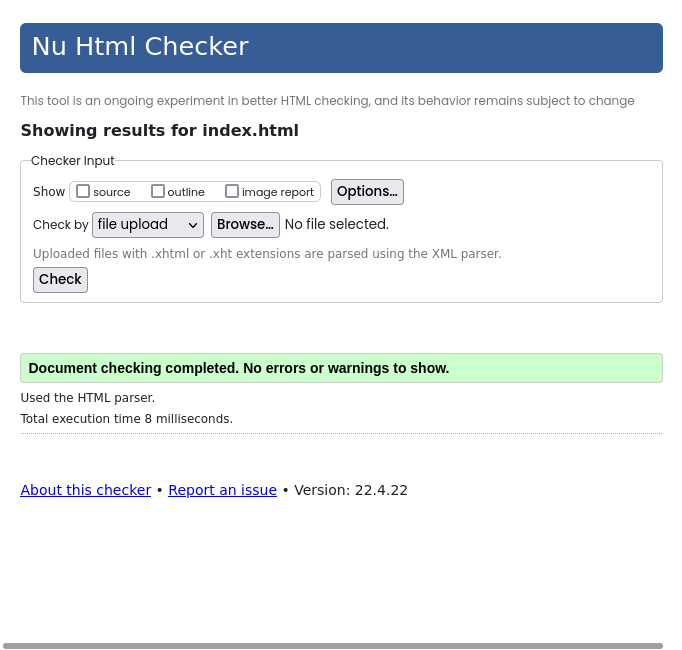 Nu Html Checker
This tool is an ongoing experiment in better HTML checking, and its behavior remains subject to change
Showing results for index.html
Checker Input
Show source outline image report Options...
Check by file upload Browse... No file selected.
Uploaded files with .xhtml or .xht extensions are parsed using the XML parser.
Check
Document checking completed. No errors or warnings to show.
Used the HTML parser.
Total execution time 8 milliseconds.
About this checker • Report an issue • Version: 22.4.22